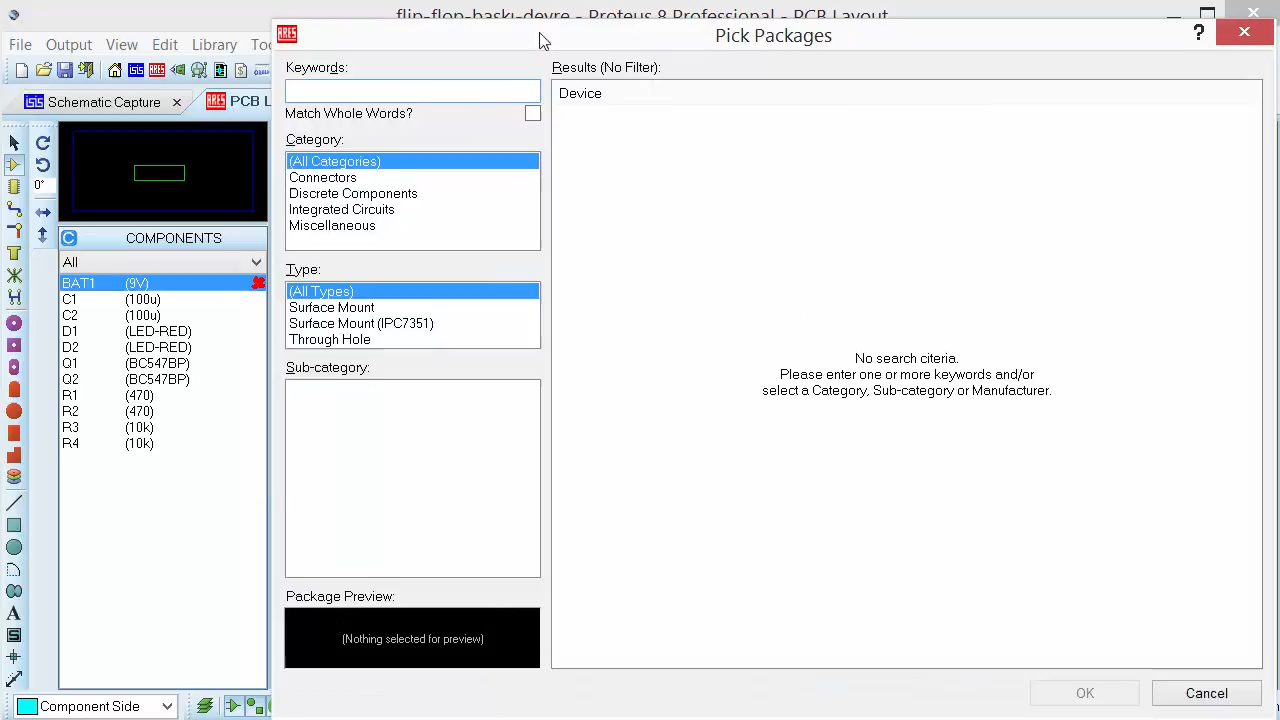 flip-flop-baskı-devre - Proteus 8 Professional - PCB Layout
File Output View Edit Library
ARES Pick Packages ?
Schematic Capture
ARES PCB L
Keywords:
Match Whole Words?
Category:
(All Categories)
Connectors
Discrete Components
Integrated Circuits
Miscellaneous
Type:
(All Types)
Surface Mount
Surface Mount (IPC7351)
Through Hole
Sub-category:
Package Preview:
(Nothing selected for preview)
Results (No Filter):
Device
No search citeria.
Please enter one or more keywords and/or
select a Category, Sub-category or Manufacturer.
OK Cancel
0°
COMPONENTS
All
BAT1 (9V)
C1 (100u)
C2 (100u)
D1 (LED-RED)
D2 (LED-RED)
Q1 (BC547BP)
Q2 (BC547BP)
R1 (470)
R2 (470)
R3 (10k)
R4 (10k)
Component Side